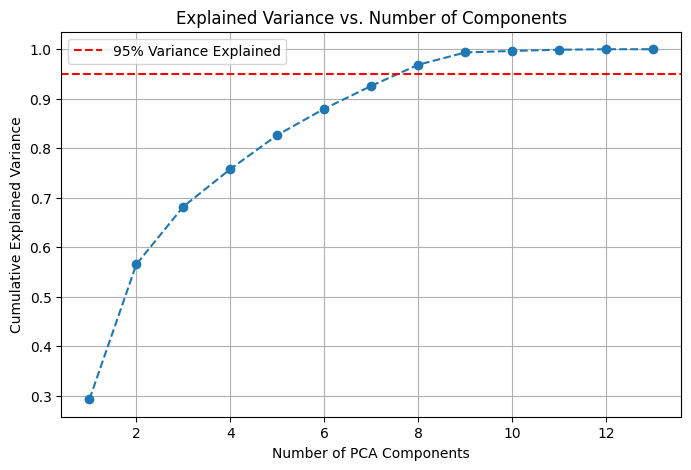 Explained Variance vs. Number of Components
95% Variance Explained
Cumulative Explained Variance
1.0
0.9
0.8
0.7
0.6
0.5
0.4
0.3
2 4 6 8 10 12
Number of PCA Components